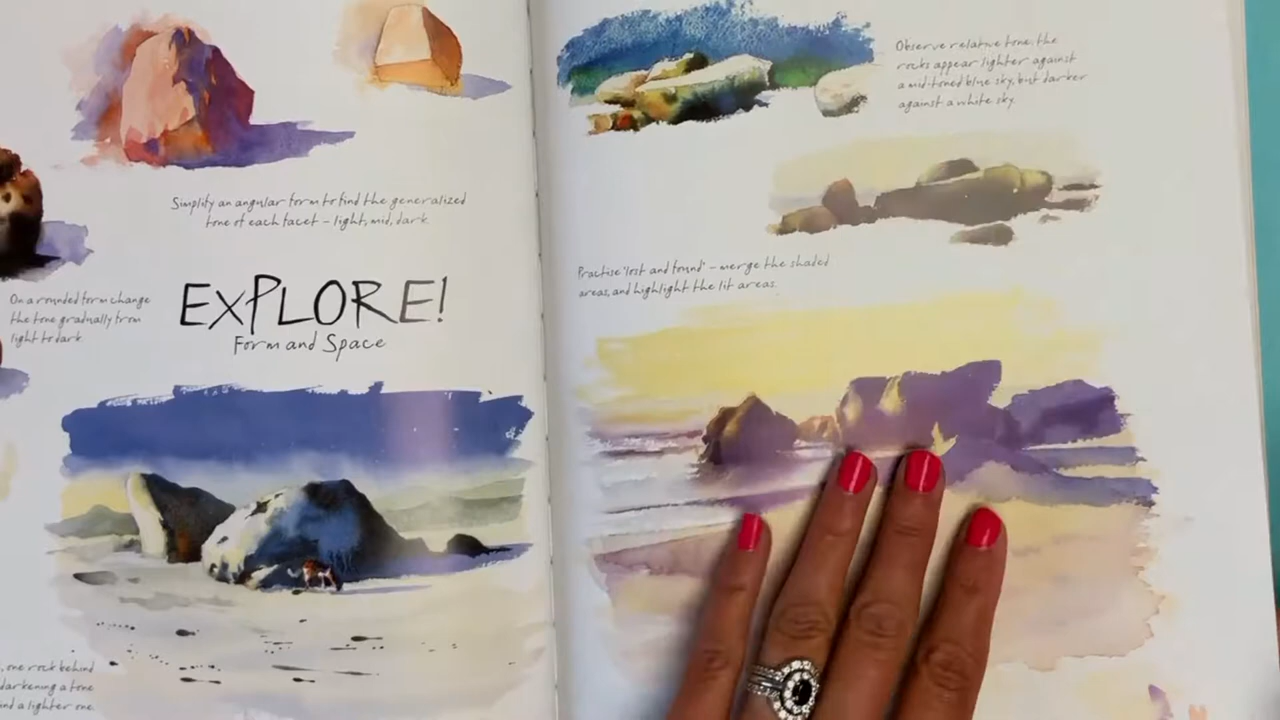 Simplify an angular form to find the generalized
tone of each facet – light, mid, dark.
On a rounded form change
the tone gradually from
light to dark
EXPLORE!
Form and Space
, one rock behind
darkening a tone
ind a lighter one.
Observe relative tone, the
rocks appear lighter against
a mid-toned blue sky, but darker
against a white sky.
Practise 'lost and found' – merge the shaded
areas, and highlight the lit areas.